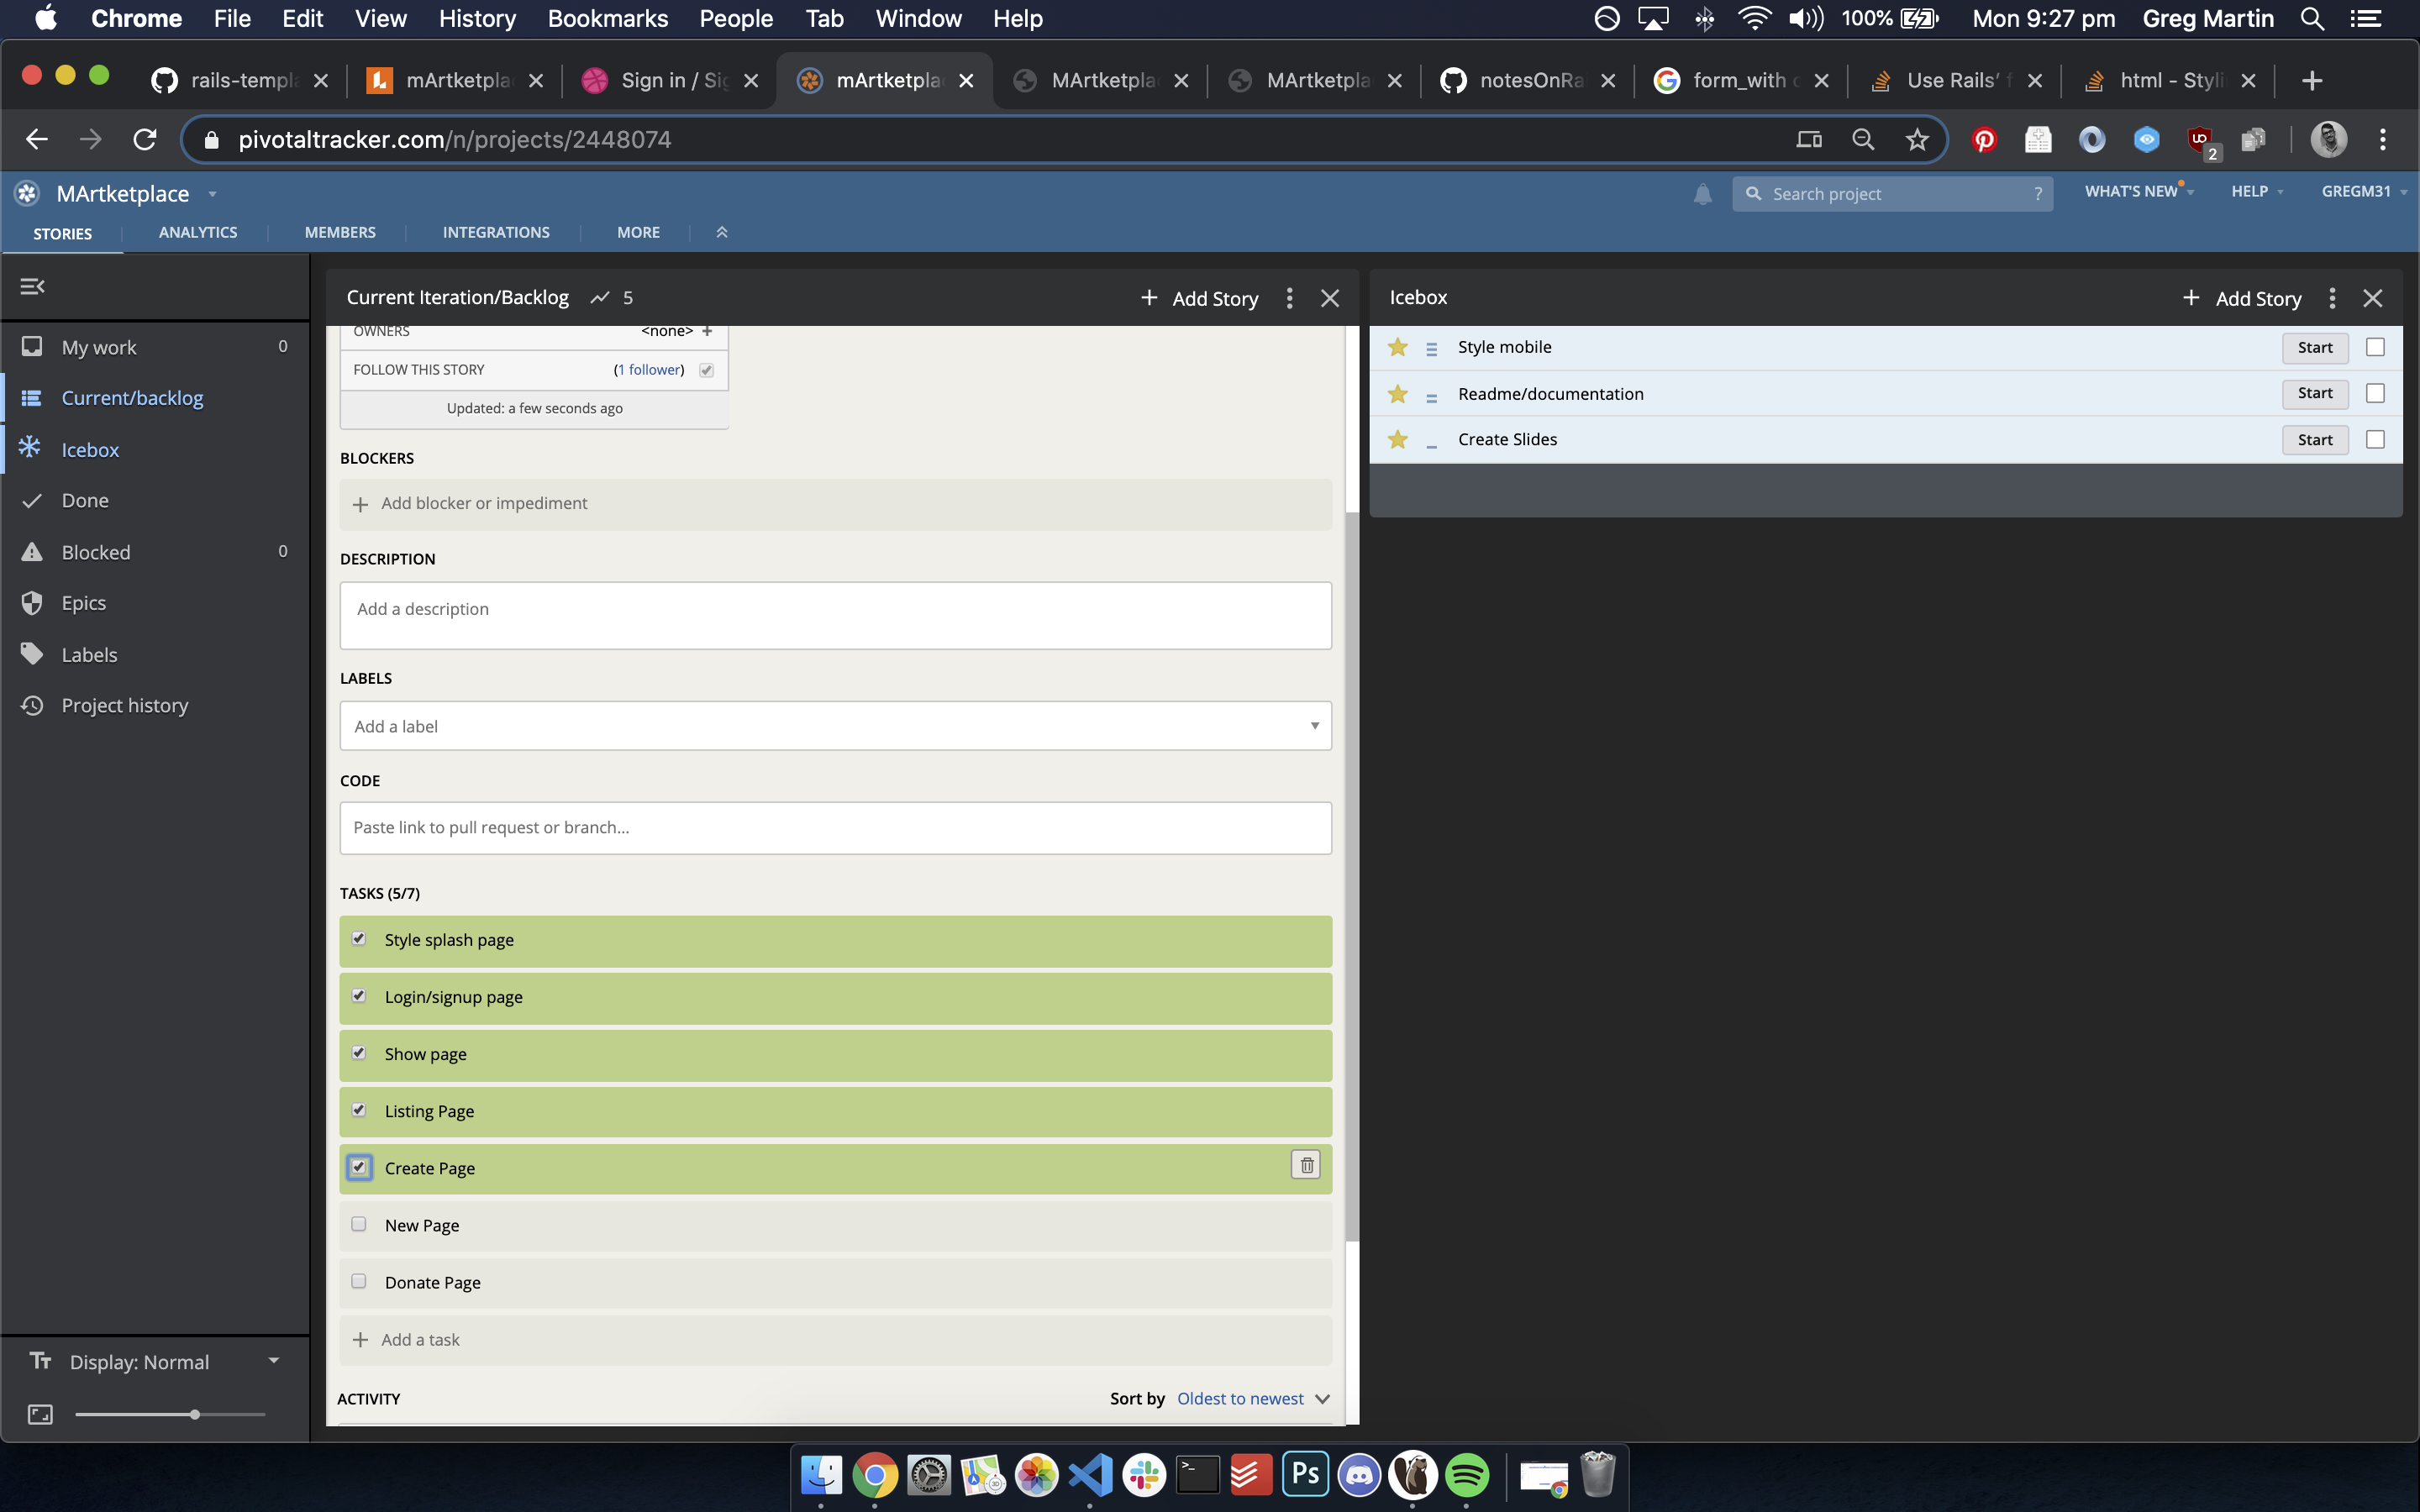 Chrome File Edit View History Bookmarks People Tab Window Help 100% Mon 9:27 pm Greg Martin
rails-templa mArtketpla Sign in / Sig mArtketpla MArtketpla MArtketpla notesOnRa form_with c Use Rails’ f html - Styli
pivotaltracker.com/n/projects/2448074
2
MArtketplace
Search project ? WHAT'S NEW HELP GREGM31
STORIES ANALYTICS MEMBERS INTEGRATIONS MORE
My work 0
Current/backlog
Icebox
Done
Blocked 0
Epics
Labels
Project history
Display: Normal
Current Iteration/Backlog 5 + Add Story
OWNERS <none> +
FOLLOW THIS STORY (1 follower)
Updated: a few seconds ago
BLOCKERS
+ Add blocker or impediment
DESCRIPTION
Add a description
LABELS
Add a label
CODE
Paste link to pull request or branch...
TASKS (5/7)
Style splash page
Login/signup page
Show page
Listing Page
Create Page
New Page
Donate Page
+ Add a task
ACTIVITY Sort by Oldest to newest
Icebox + Add Story
Style mobile Start
Readme/documentation Start
Create Slides Start
Ps